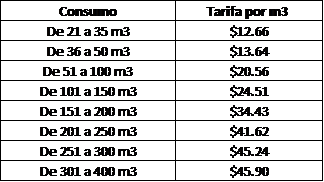 Consumo Tarifa por m3
De 21 a 35 m3 $12.66
De 36 a 50 m3 $13.64
De 51 a 100 m3 $20.56
De 101 a 150 m3 $24.51
De 151 a 200 m3 $34.43
De 201 a 250 m3 $41.62
De 251 a 300 m3 $45.24
De 301 a 400 m3 $45.90